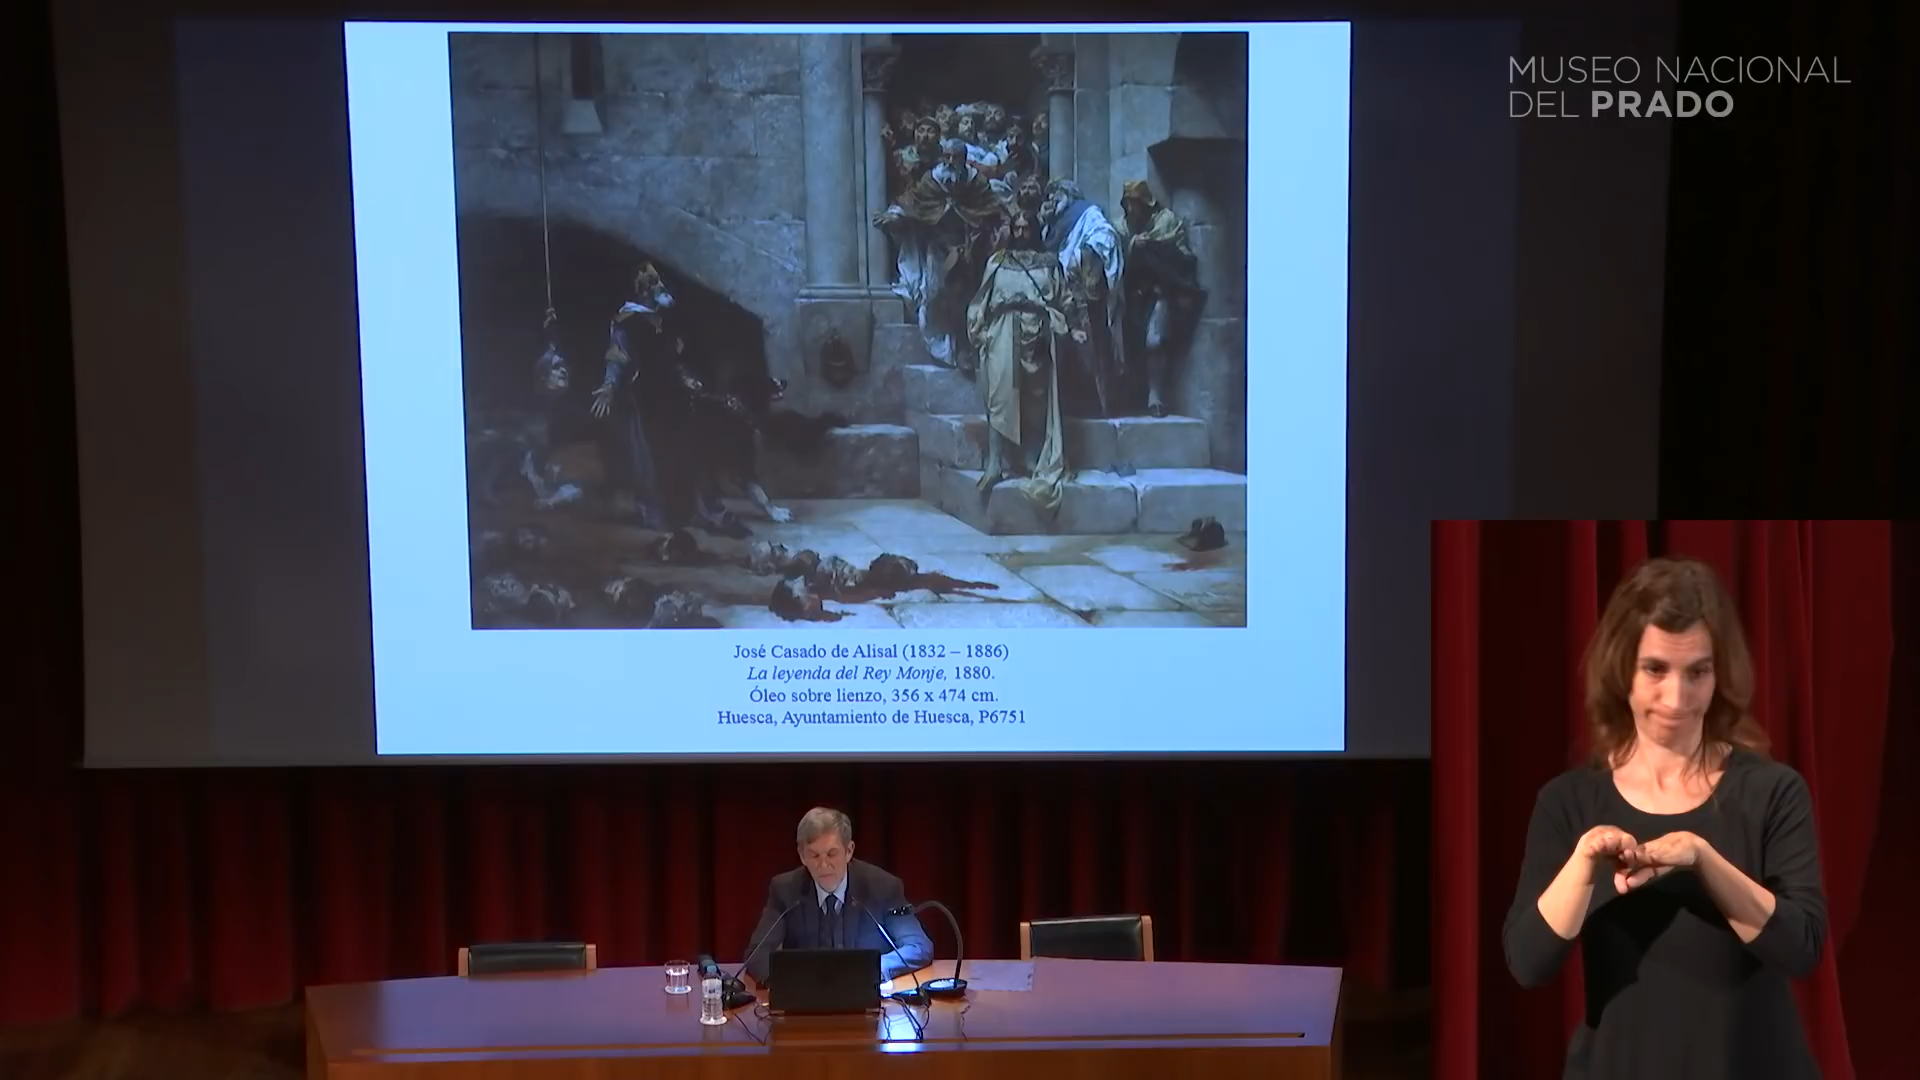 MUSEO NACIONAL
DEL PRADO
José Casado de Alisal (1832 – 1886)
La leyenda del Rey Monje, 1880.
Óleo sobre lienzo, 356 x 474 cm.
Huesca, Ayuntamiento de Huesca, P6751